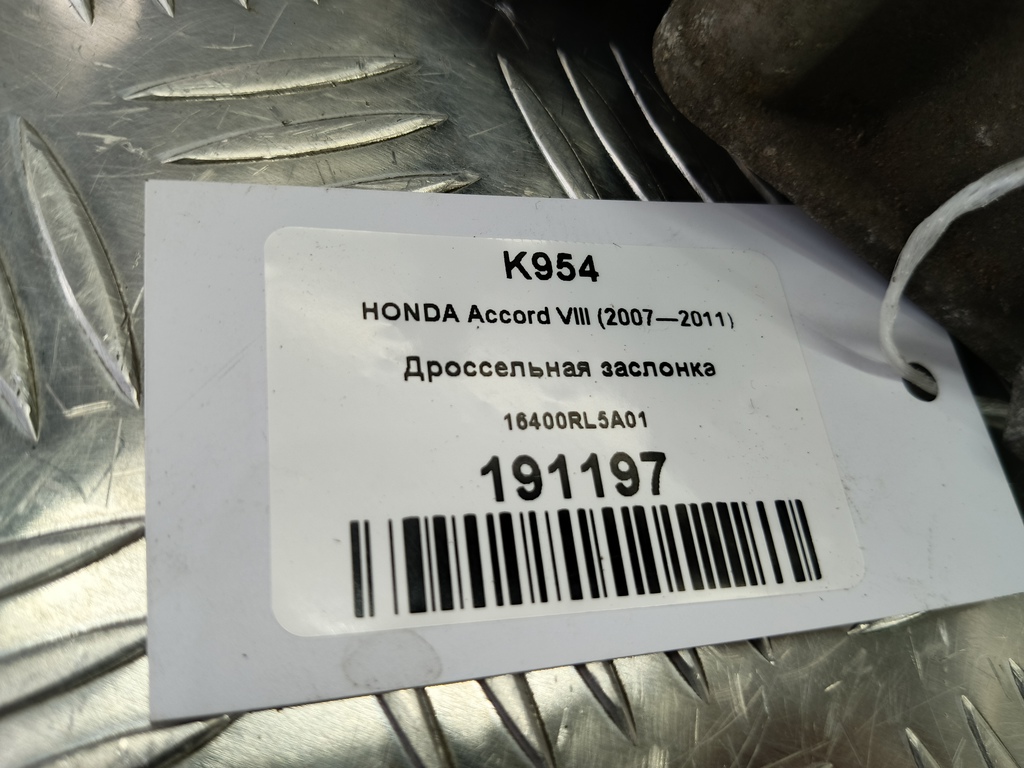 K954
HONDA Accord VIII (2007—2011)
Дроссельная заслонка
16400RL5A01
191197